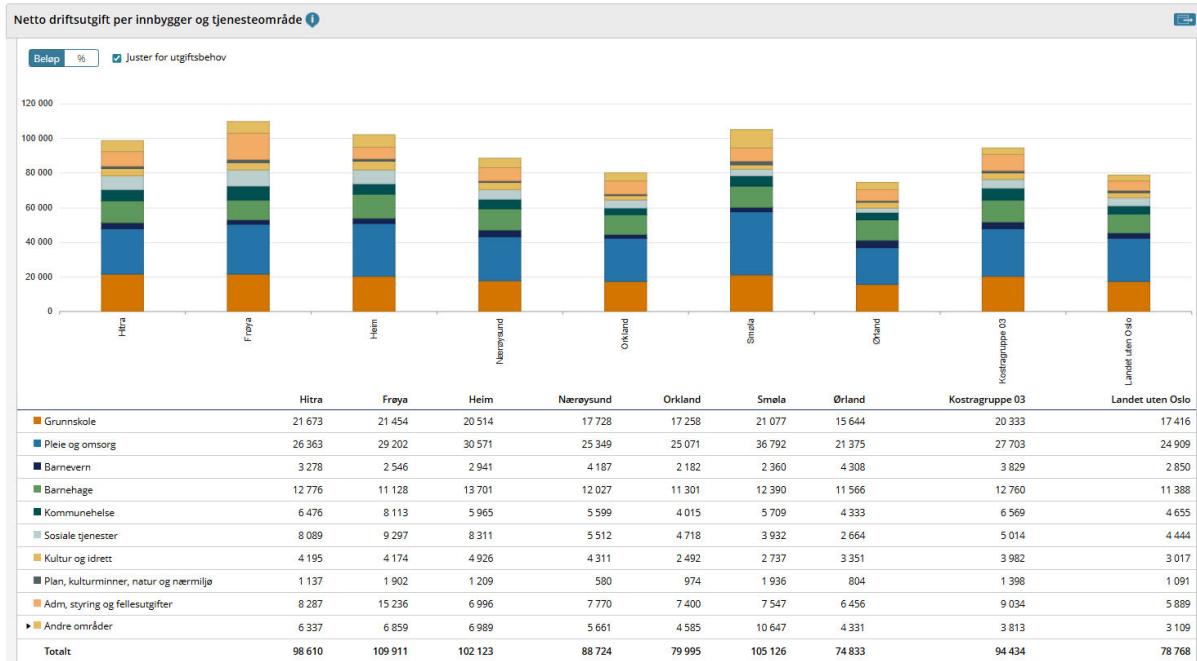 Netto driftsutgift per innbygger og tjenesteområde i
Beløp % Juster for utgiftsbehov
120 000
100 000
80 000
60 000
40 000
20 000
0
Hitra
Frøya
Heim
Nærøysund
Orkland
Smøla
Ørland
Kostragruppe 03
Landet uten Oslo
Hitra Frøya Heim Nærøysund Orkland Smøla Ørland Kostragruppe 03 Landet uten Oslo
Grunnskole 21 673 21 454 20 514 17 728 17 258 21 077 15 644 20 333 17 416
Pleie og omsorg 26 363 29 202 30 571 25 349 25 071 36 792 21 375 27 703 24 909
Barnevern 3 278 2 546 2 941 4 187 2 182 2 360 4 308 3 829 2 850
Barnehage 12 776 11 128 13 701 12 027 11 301 12 390 11 566 12 760 11 388
Kommunehelse 6 476 8 113 5 965 5 599 4 015 5 709 4 333 6 569 4 655
Sosiale tjenester 8 089 9 297 8 311 5 512 4 718 3 932 2 664 5 014 4 444
Kultur og idrett 4 195 4 174 4 926 4 311 2 492 2 737 3 351 3 982 3 017
Plan, kulturminner, natur og nærmiljø 1 137 1 902 1 209 580 974 1 936 804 1 398 1 091
Adm, styring og fellesutgifter 8 287 15 236 6 996 7 770 7 400 7 547 6 456 9 034 5 889
Andre områder 6 337 6 859 6 989 5 661 4 585 10 647 4 331 3 813 3 109
Totalt 98 610 109 911 102 123 88 724 79 995 105 126 74 833 94 434 78 768